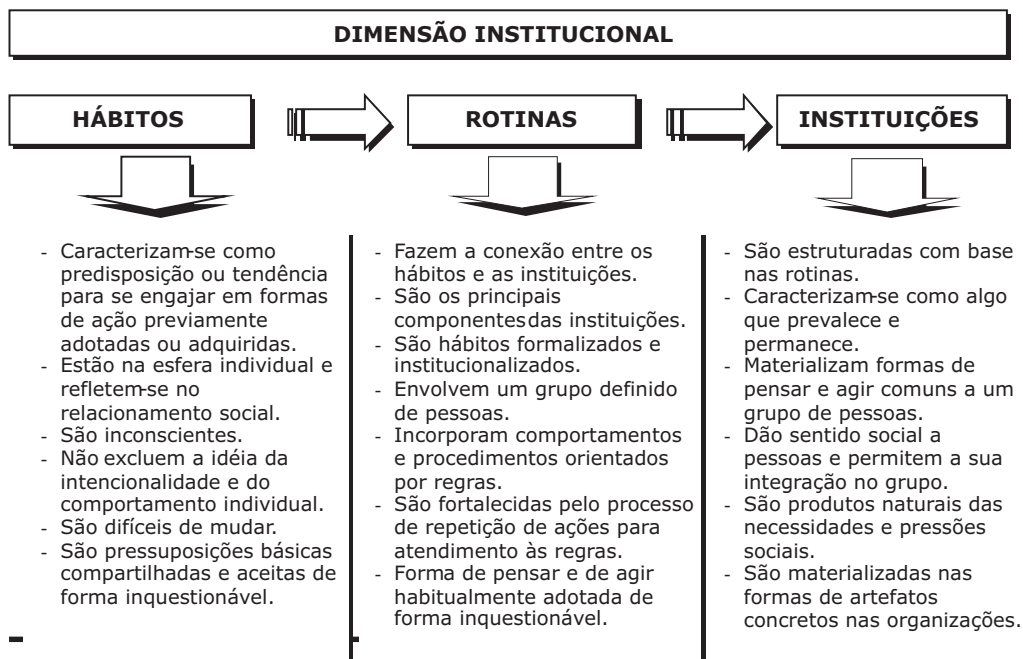 DIMENSÃO INSTITUCIONAL
HÁBITOS
ROTINAS
INSTITUIÇÕES
- Caracterizam-se como
predisposição ou tendência
para se engajar em formas
de ação previamente
adotadas ou adquiridas.
- Estão na esfera individual e
refletem-se no
relacionamento social.
- São inconscientes.
- Não excluem a idéia da
intencionalidade e do
comportamento individual.
- São difíceis de mudar.
- São pressuposições básicas
compartilhadas e aceitas de
forma inquestionável.
- Fazem a conexão entre os
hábitos e as instituições.
- São os principais
componentes das instituições.
- São hábitos formalizados e
institucionalizados.
- Envolvem um grupo definido
de pessoas.
- Incorporam comportamentos
e procedimentos orientados
por regras.
- São fortalecidas pelo processo
de repetição de ações para
atendimento às regras.
- Forma de pensar e de agir
habitualmente adotada de
forma inquestionável.
- São estruturadas com base
nas rotinas.
- Caracterizam-se como algo
que prevalece e
permanece.
- Materializam formas de
pensar e agir comuns a um
grupo de pessoas.
- Dão sentido social a
pessoas e permitem a sua
integração no grupo.
- São produtos naturais das
necessidades e pressões
sociais.
- São materializadas nas
formas de artefatos
concretos nas organizações.